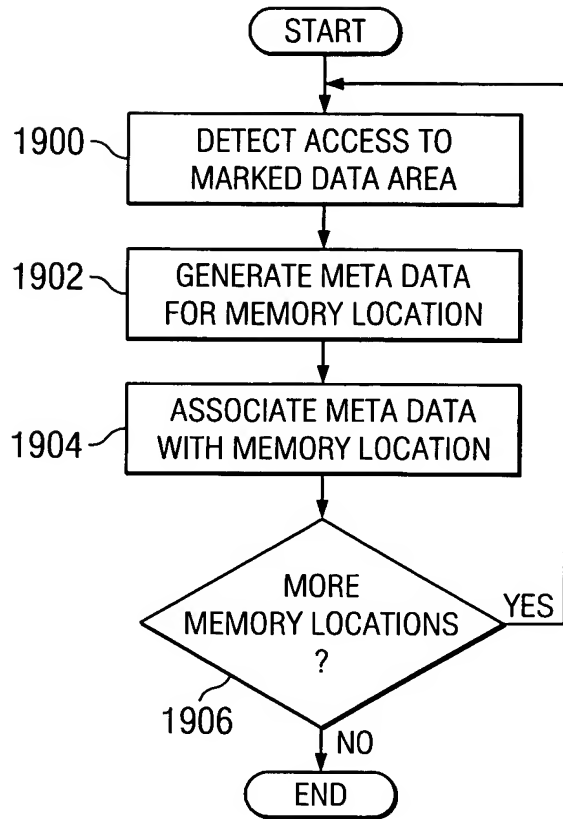 START
1900
DETECT ACCESS TO
MARKED DATA AREA
1902
GENERATE META DATA
FOR MEMORY LOCATION
1904
ASSOCIATE META DATA
WITH MEMORY LOCATION
MORE
MEMORY LOCATIONS
?
YES
1906
NO
END